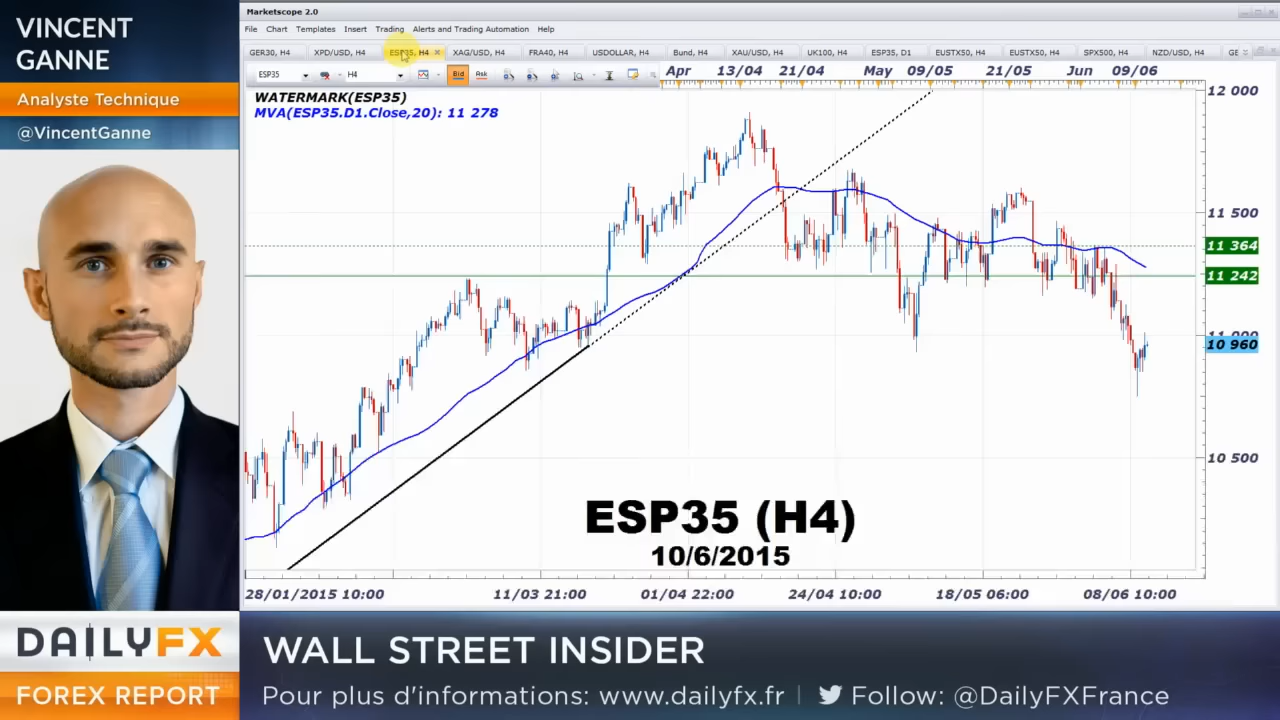 VINCENT
GANNE
Analyste Technique
@VincentGanne
Marketscope 2.0
File Chart Templates Insert Trading Alerts and Trading Automation Help
GER30, H4 XPD/USD, H4 ESP35, H4 XAG/USD, H4 FRA40, H4 USDOLLAR, H4 Bund, H4 XAU/USD, H4 UK100, H4 ESP35, D1 EUSTX50, H4 EUSTX50, H4 SPX500, H4 NZD/USD, H4 GE
ESP35 H4 Bid Ask
Apr 13/04 21/04 May 09/05 21/05 Jun 09/06
WATERMARK(ESP35)
MVA(ESP35.D1.Close,20): 11 278
12 000
11 500
11 364
11 242
11 000
10 960
10 500
ESP35 (H4)
10/6/2015
28/01/2015 10:00 11/03 21:00 01/04 22:00 24/04 10:00 18/05 06:00 08/06 10:00
DAILYFX
FOREX REPORT
WALL STREET INSIDER
Pour plus d'informations: www.dailyfx.fr | Follow: @DailyFXFrance